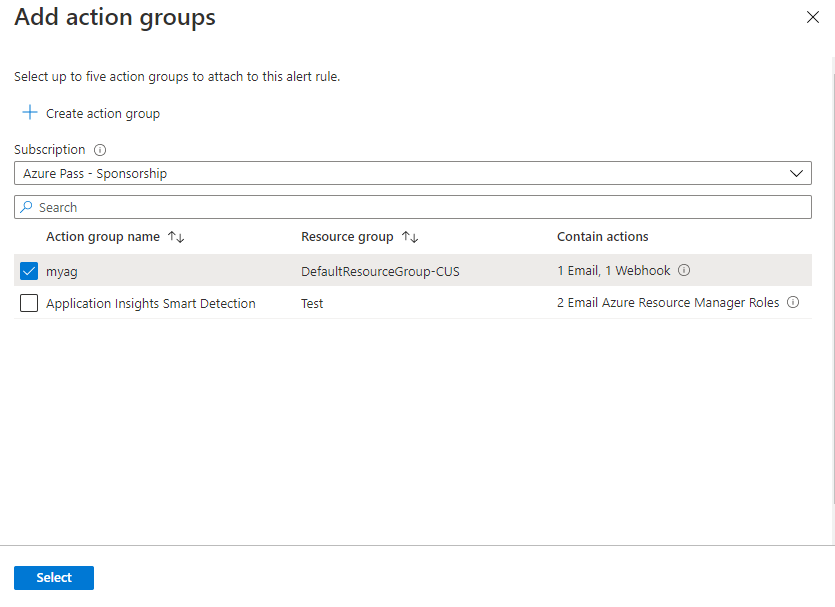 Add action groups
Select up to five action groups to attach to this alert rule.
Create action group
Subscription
Azure Pass - Sponsorship
Search
Action group name Resource group Contain actions
myag DefaultResourceGroup-CUS 1 Email, 1 Webhook
Application Insights Smart Detection Test 2 Email Azure Resource Manager Roles
Select